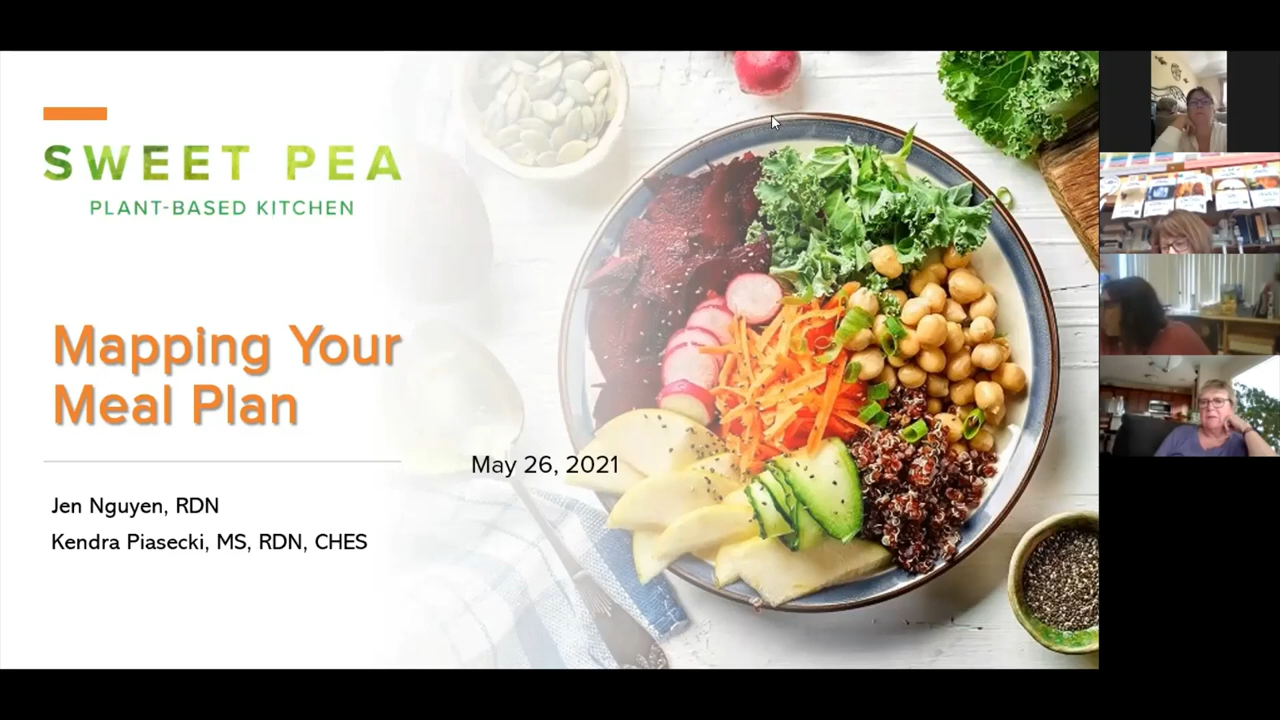 SWEET PEA
PLANT-BASED KITCHEN
Mapping Your
Meal Plan
May 26, 2021
Jen Nguyen, RDN
Kendra Piasecki, MS, RDN, CHES